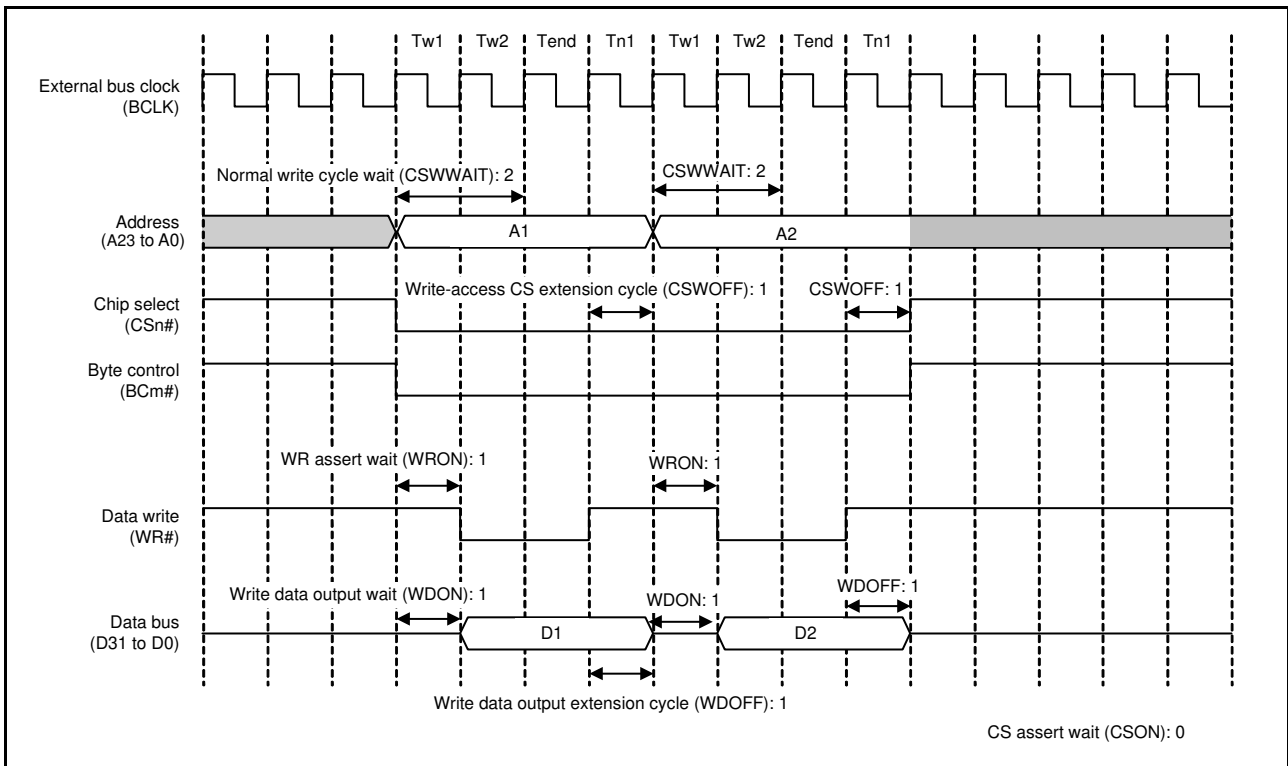 Tw1 Tw2 Tend Tn1 Tw1 Tw2 Tend Tn1
External bus clock
(BCLK)
Normal write cycle wait (CSWWAIT): 2
CSWWAIT: 2
Address
(A23 to A0)
A1
A2
Write-access CS extension cycle (CSWOFF): 1
CSWOFF: 1
Chip select
(CSn#)
Byte control
(BCm#)
WR assert wait (WRON): 1
WRON: 1
Data write
(WR#)
Write data output wait (WDON): 1
WDON: 1
WDOFF: 1
Data bus
(D31 to D0)
D1
D2
Write data output extension cycle (WDOFF): 1
CS assert wait (CSON): 0